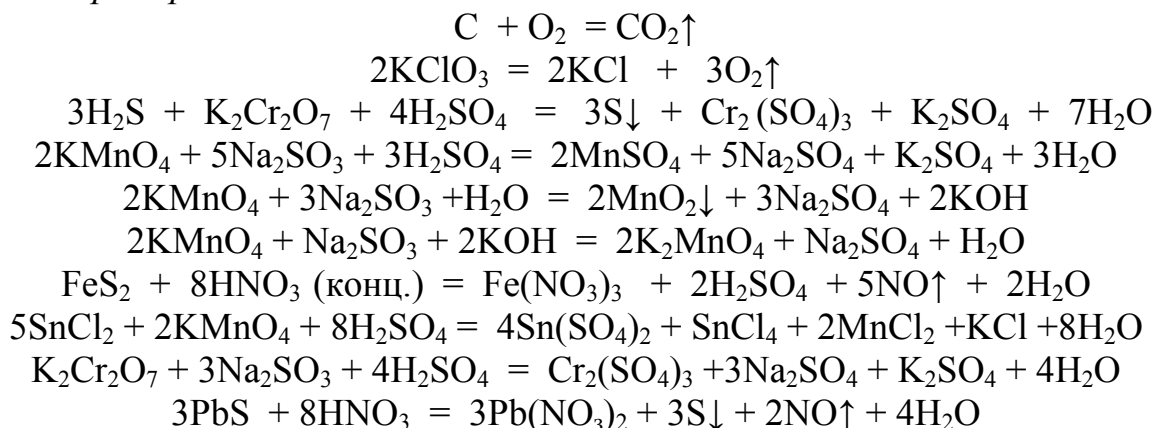 C + O₂ = CO₂↑
2KClO₃ = 2KCl + 3O₂↑
3H₂S + K₂Cr₂O₇ + 4H₂SO₄ = 3S↓ + Cr₂(SO₄)₃ + K₂SO₄ + 7H₂O
2KMnO₄ + 5Na₂SO₃ + 3H₂SO₄ = 2MnSO₄ + 5Na₂SO₄ + K₂SO₄ + 3H₂O
2KMnO₄ + 3Na₂SO₃ +H₂O = 2MnO₂↓ + 3Na₂SO₄ + 2KOH
2KMnO₄ + Na₂SO₃ + 2KOH = 2K₂MnO₄ + Na₂SO₄ + H₂O
FeS₂ + 8HNO₃ (конц.) = Fe(NO₃)₃ + 2H₂SO₄ + 5NO↑ + 2H₂O
5SnCl₂ + 2KMnO₄ + 8H₂SO₄ = 4Sn(SO₄)₂ + SnCl₄ + 2MnCl₂ +KCl +8H₂O
K₂Cr₂O₇ + 3Na₂SO₃ + 4H₂SO₄ = Cr₂(SO₄)₃ +3Na₂SO₄ + K₂SO₄ + 4H₂O
3PbS + 8HNO₃ = 3Pb(NO₃)₂ + 3S↓ + 2NO↑ + 4H₂O